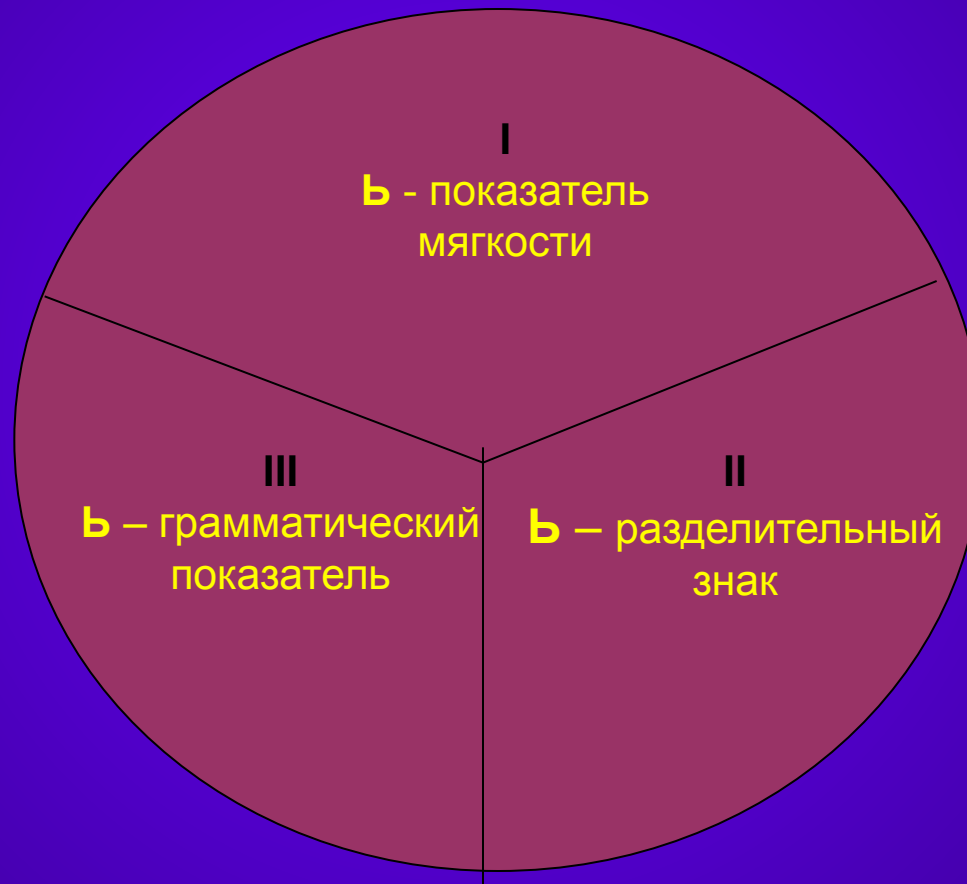 I
Ь - показатель
мягкости
II
Ь – разделительный
знак
III
Ь – грамматический
показатель